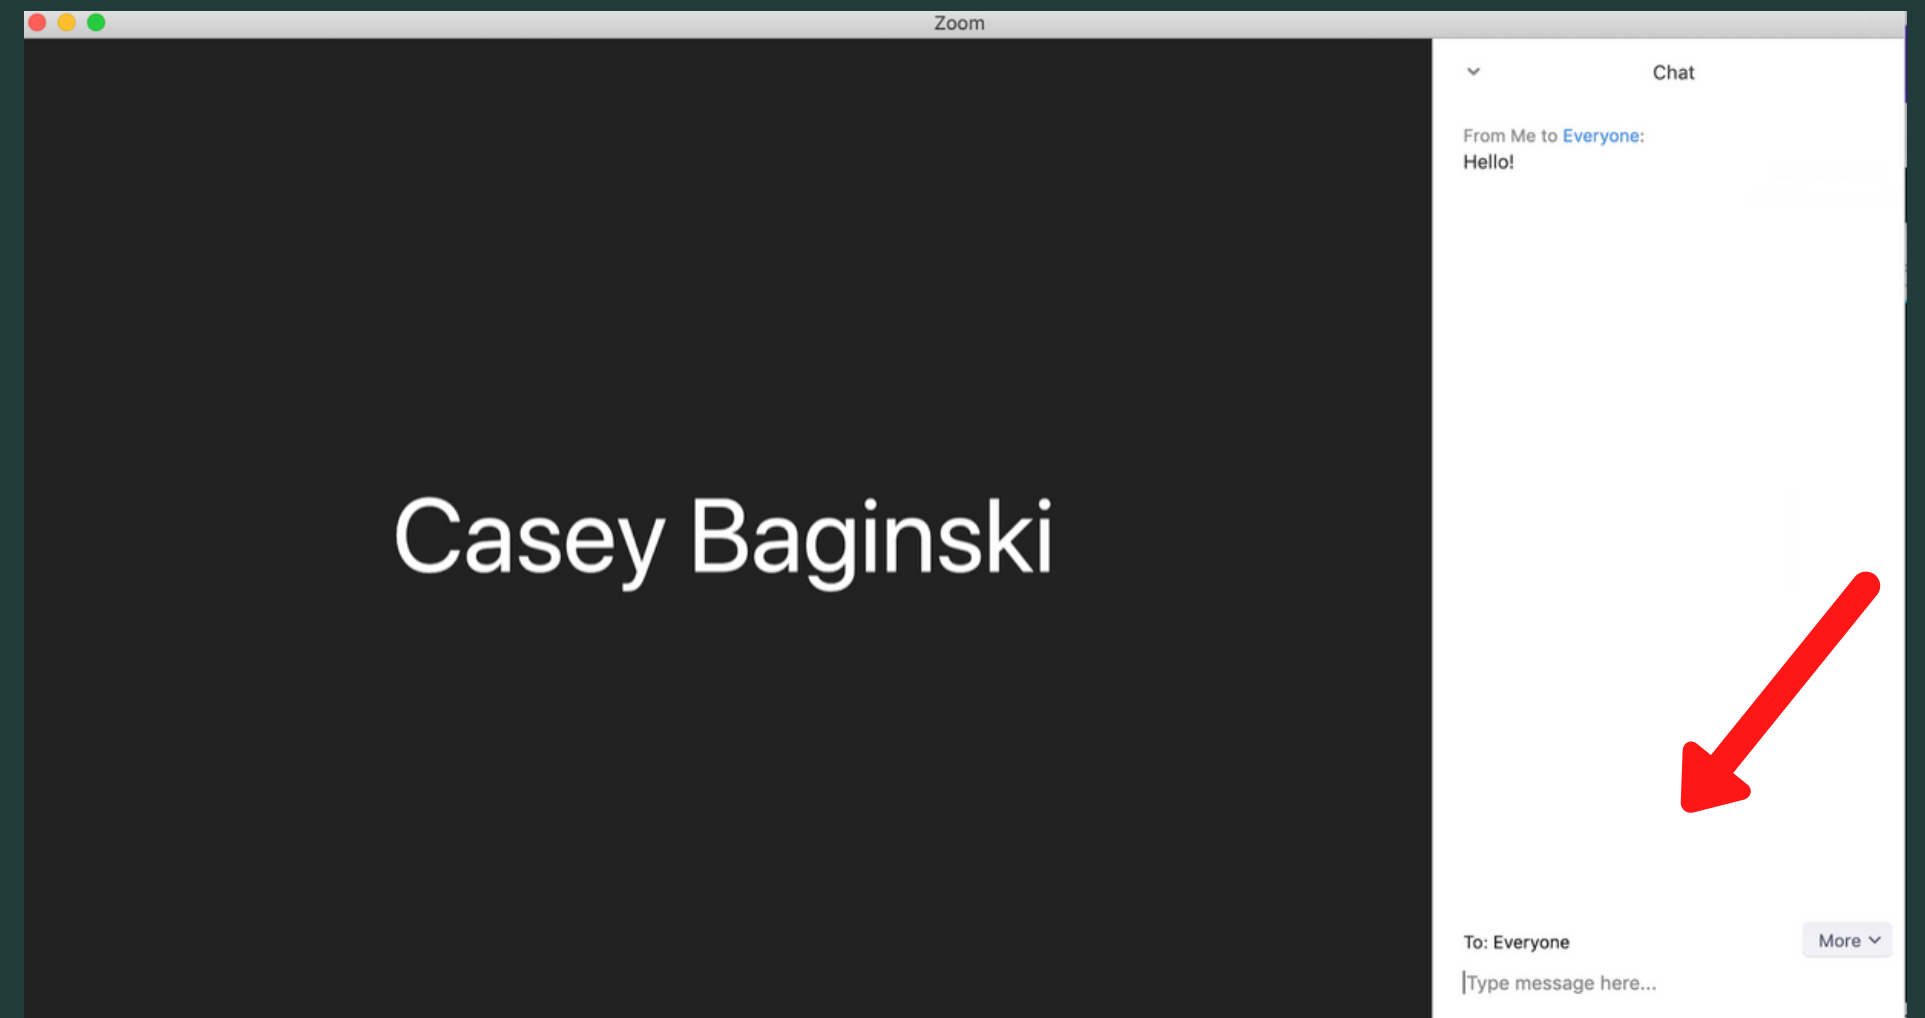 Zoom
Casey Baginski
Chat
From Me to Everyone:
Hello!
To: Everyone
More
Type message here...